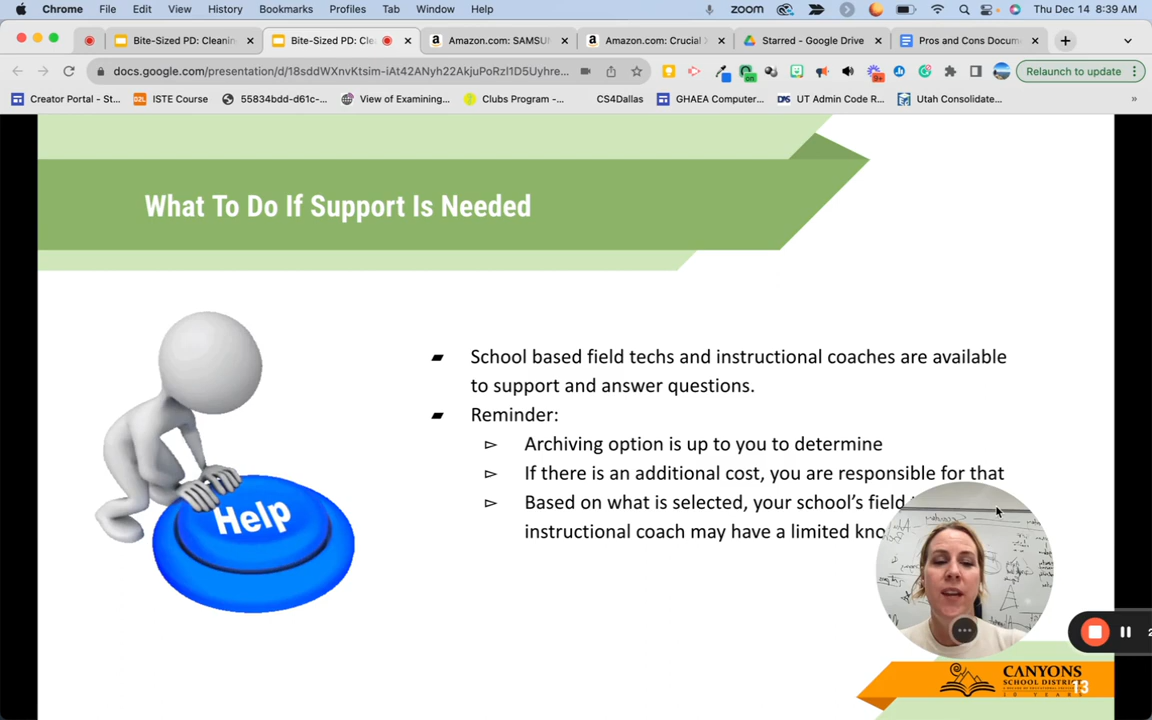 Chrome File Edit View History Bookmarks Profiles Tab Window Help zoom Thu Dec 14 8:39 AM
Bite-Sized PD: Cleanin Bite-Sized PD: Cle Amazon.com: SAMSU Amazon.com: Crucial Starred - Google Drive Pros and Cons Docum
docs.google.com/presentation/d/18sddWXnvKtsim-iAt42ANyh22AkjuPoRzl1D5Uyhre... on 9+ Relaunch to update
Creator Portal - St... ISTE Course 55834bdd-d61c-... View of Examining... Clubs Program -... CS4Dallas GHAEA Computer... UT Admin Code R... Utah Consolidate... »
What To Do If Support Is Needed
Help
School based field techs and instructional coaches are available
to support and answer questions.
Reminder:
Archiving option is up to you to determine
If there is an additional cost, you are responsible for that
Based on what is selected, your school's field
instructional coach may have a limited kno
CANYONS
SCHOOL DISTRI
13